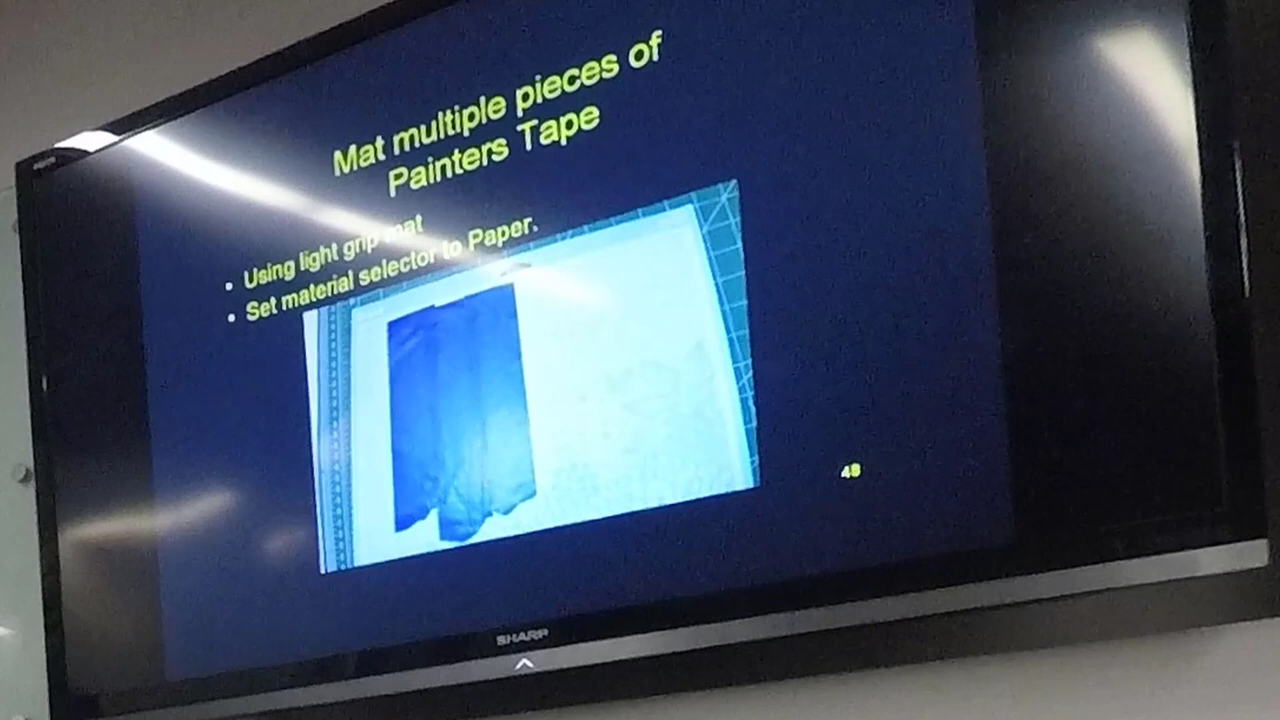 Mat multiple pieces of
Painters Tape
• Using light grip mat
• Set material selector to Paper.
48
SHARP